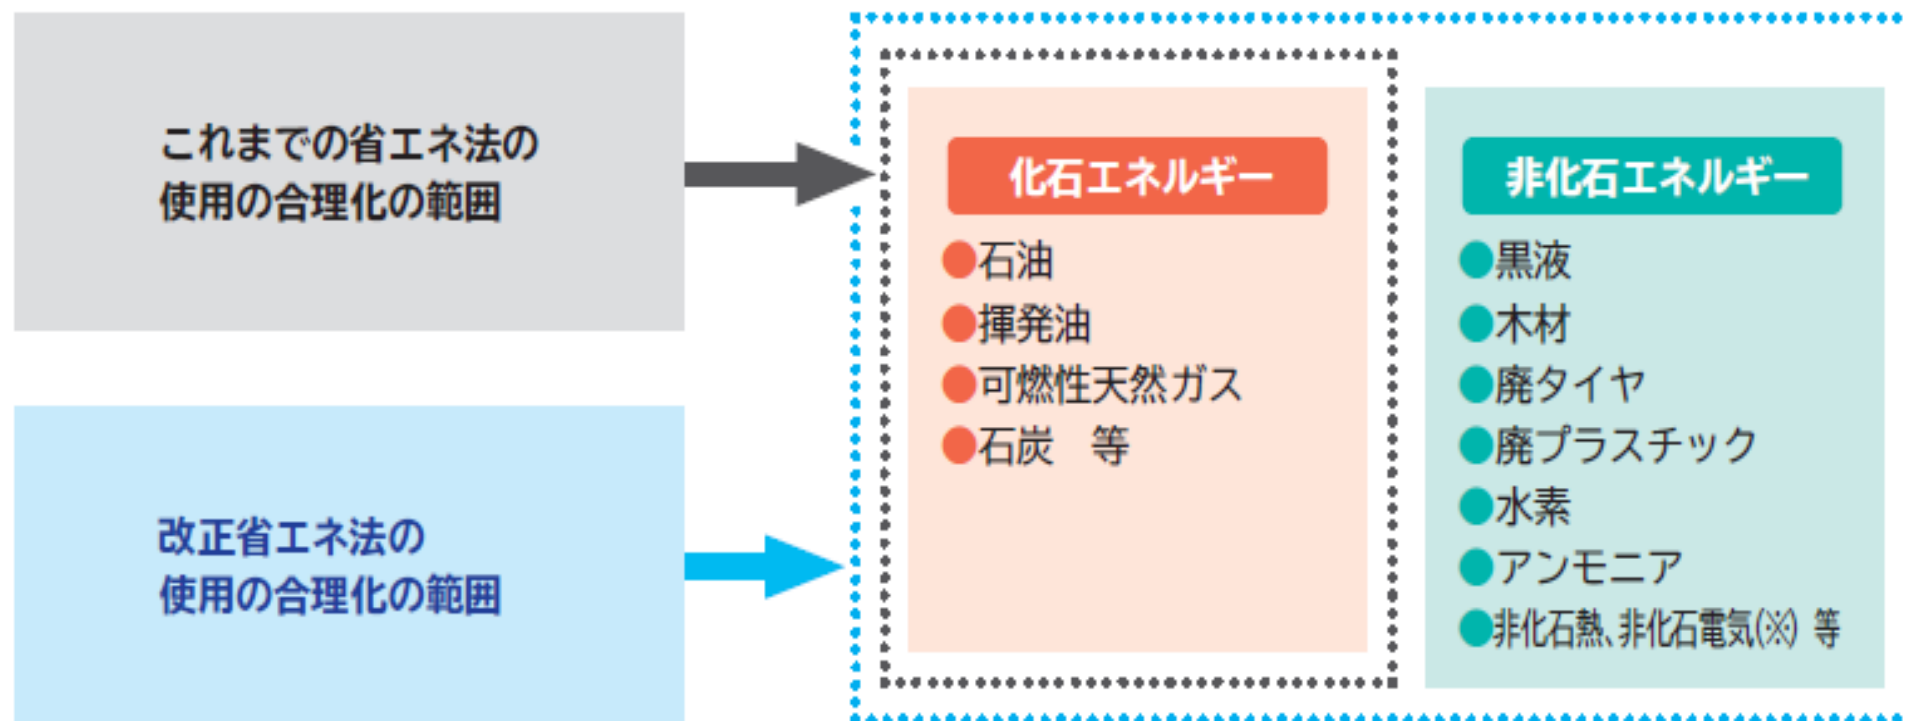 これまでの省エネ法の
使用の合理化の範囲
改正省エネ法の
使用の合理化の範囲
化石エネルギー
●石油
●揮発油
●可燃性天然ガス
●石炭　等
非化石エネルギー
●黒液
●木材
●廃タイヤ
●廃プラスチック
●水素
●アンモニア
●非化石熱、非化石電気(※) 等